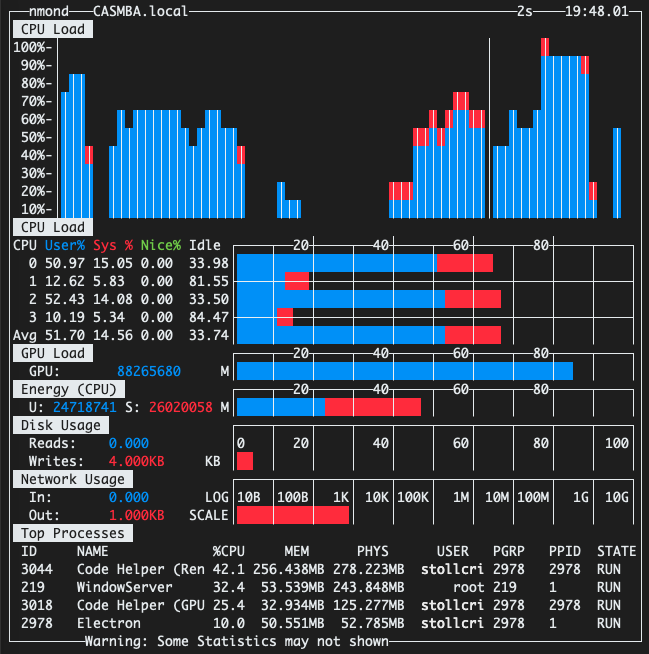 nmond CASMBA.local 2s 19:48.01
CPU Load
100%-
90%-
80%-
70%-
60%-
50%-
40%-
30%-
20%-
10%-
CPU Load
CPU User% Sys % Nice% Idle 20 40 60 80
0 50.97 15.05 0.00 33.98
1 12.62 5.83 0.00 81.55
2 52.43 14.08 0.00 33.50
3 10.19 5.34 0.00 84.47
Avg 51.70 14.56 0.00 33.74
GPU Load 20 40 60 80
GPU: 88265680 M
Energy (CPU) 20 40 60 80
U: 24718741 S: 26020058 M
Disk Usage
Reads: 0.000 0 20 40 60 80 100
Writes: 4.000KB KB
Network Usage
In: 0.000 LOG 10B 100B 1K 10K 100K 1M 10M 100M 1G 10G
Out: 1.000KB SCALE
Top Processes
ID NAME %CPU MEM PHYS USER PGRP PPID STATE
3044 Code Helper (Ren 42.1 256.438MB 278.223MB stollcri 2978 2978 RUN
219 WindowServer 32.4 53.539MB 243.848MB root 219 1 RUN
3018 Code Helper (GPU 25.4 32.934MB 125.277MB stollcri 2978 2978 RUN
2978 Electron 10.0 50.551MB 52.785MB stollcri 2978 1 RUN
Warning: Some Statistics may not shown